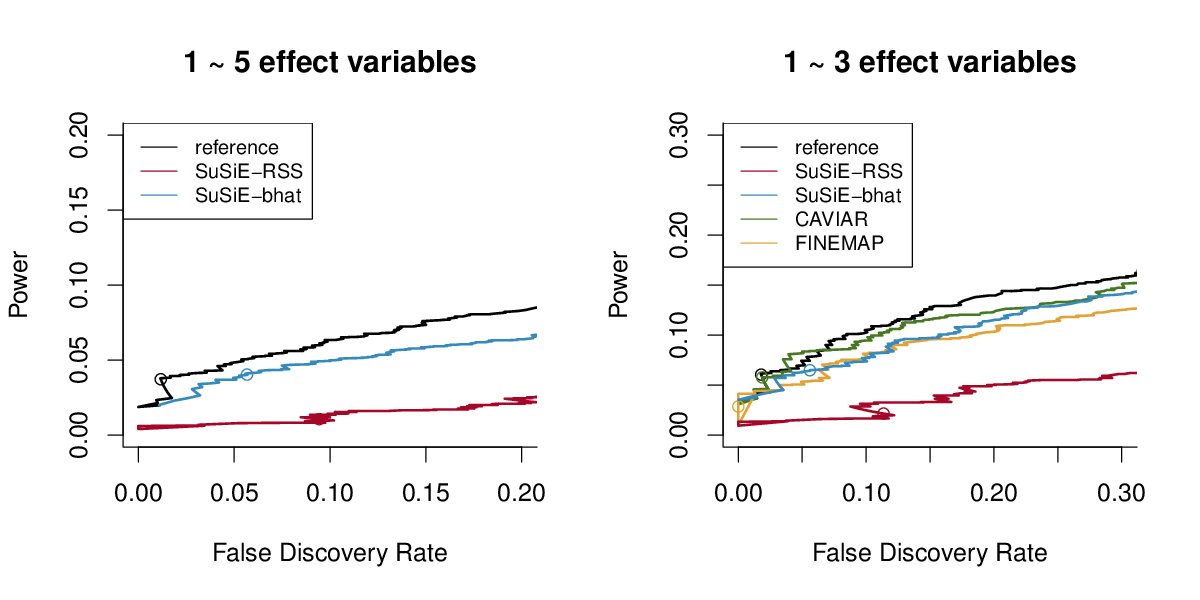 1 ~ 5 effect variables
reference
SuSiE−RSS
SuSiE−bhat
Power
0.00 0.05 0.10 0.15 0.20
0.00 0.05 0.10 0.15 0.20
False Discovery Rate
1 ~ 3 effect variables
reference
SuSiE−RSS
SuSiE−bhat
CAVIAR
FINEMAP
Power
0.00 0.10 0.20 0.30
0.00 0.10 0.20 0.30
False Discovery Rate